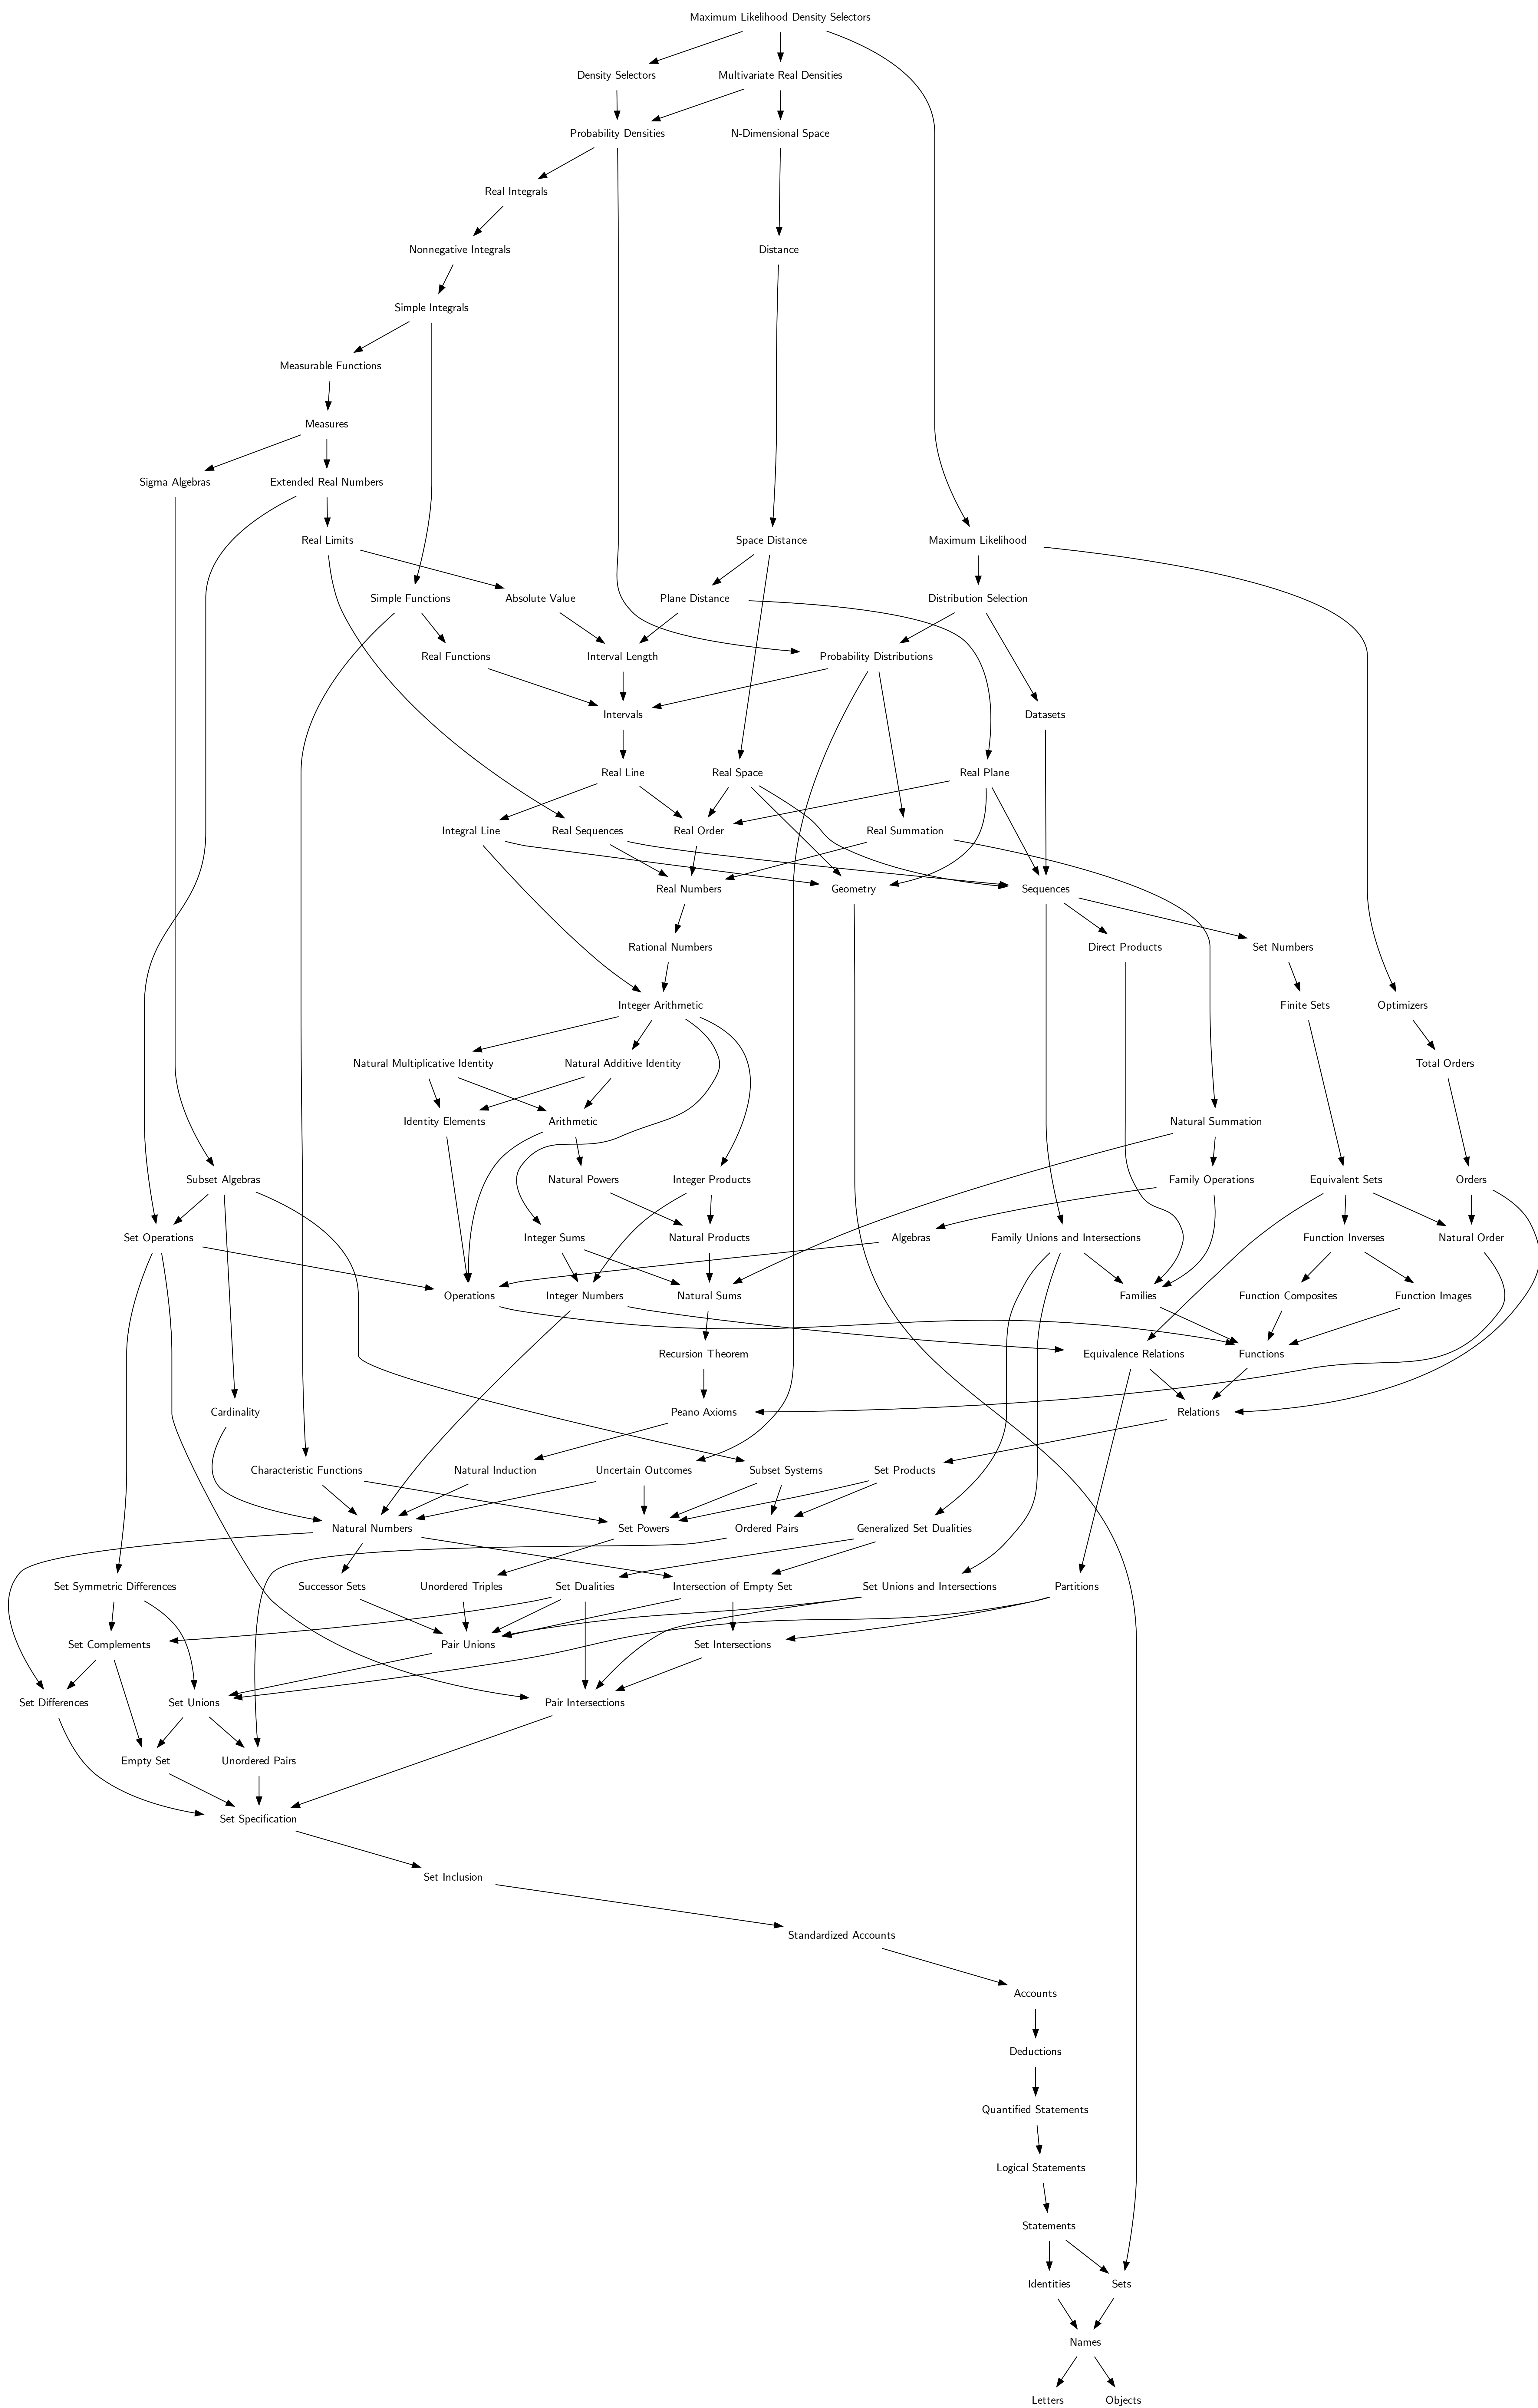 Maximum Likelihood Density Selectors
Density Selectors
Multivariate Real Densities
Probability Densities
N-Dimensional Space
Real Integrals
Nonnegative Integrals
Distance
Simple Integrals
Measurable Functions
Measures
Sigma Algebras
Extended Real Numbers
Real Limits
Space Distance
Maximum Likelihood
Simple Functions
Absolute Value
Plane Distance
Distribution Selection
Real Functions
Interval Length
Probability Distributions
Intervals
Datasets
Real Line
Real Space
Real Plane
Integral Line
Real Sequences
Real Order
Real Summation
Real Numbers
Geometry
Sequences
Rational Numbers
Direct Products
Set Numbers
Integer Arithmetic
Finite Sets
Optimizers
Natural Multiplicative Identity
Natural Additive Identity
Total Orders
Identity Elements
Arithmetic
Natural Summation
Subset Algebras
Natural Powers
Integer Products
Family Operations
Equivalent Sets
Orders
Set Operations
Integer Sums
Natural Products
Algebras
Family Unions and Intersections
Function Inverses
Natural Order
Operations
Integer Numbers
Natural Sums
Families
Function Composites
Function Images
Recursion Theorem
Equivalence Relations
Functions
Cardinality
Peano Axioms
Relations
Characteristic Functions
Natural Induction
Uncertain Outcomes
Subset Systems
Set Products
Natural Numbers
Set Powers
Ordered Pairs
Generalized Set Dualities
Set Symmetric Differences
Successor Sets
Unordered Triples
Set Dualities
Intersection of Empty Set
Set Unions and Intersections
Partitions
Set Complements
Pair Unions
Set Intersections
Set Differences
Set Unions
Pair Intersections
Empty Set
Unordered Pairs
Set Specification
Set Inclusion
Standardized Accounts
Accounts
Deductions
Quantified Statements
Logical Statements
Statements
Identities
Sets
Names
Letters
Objects